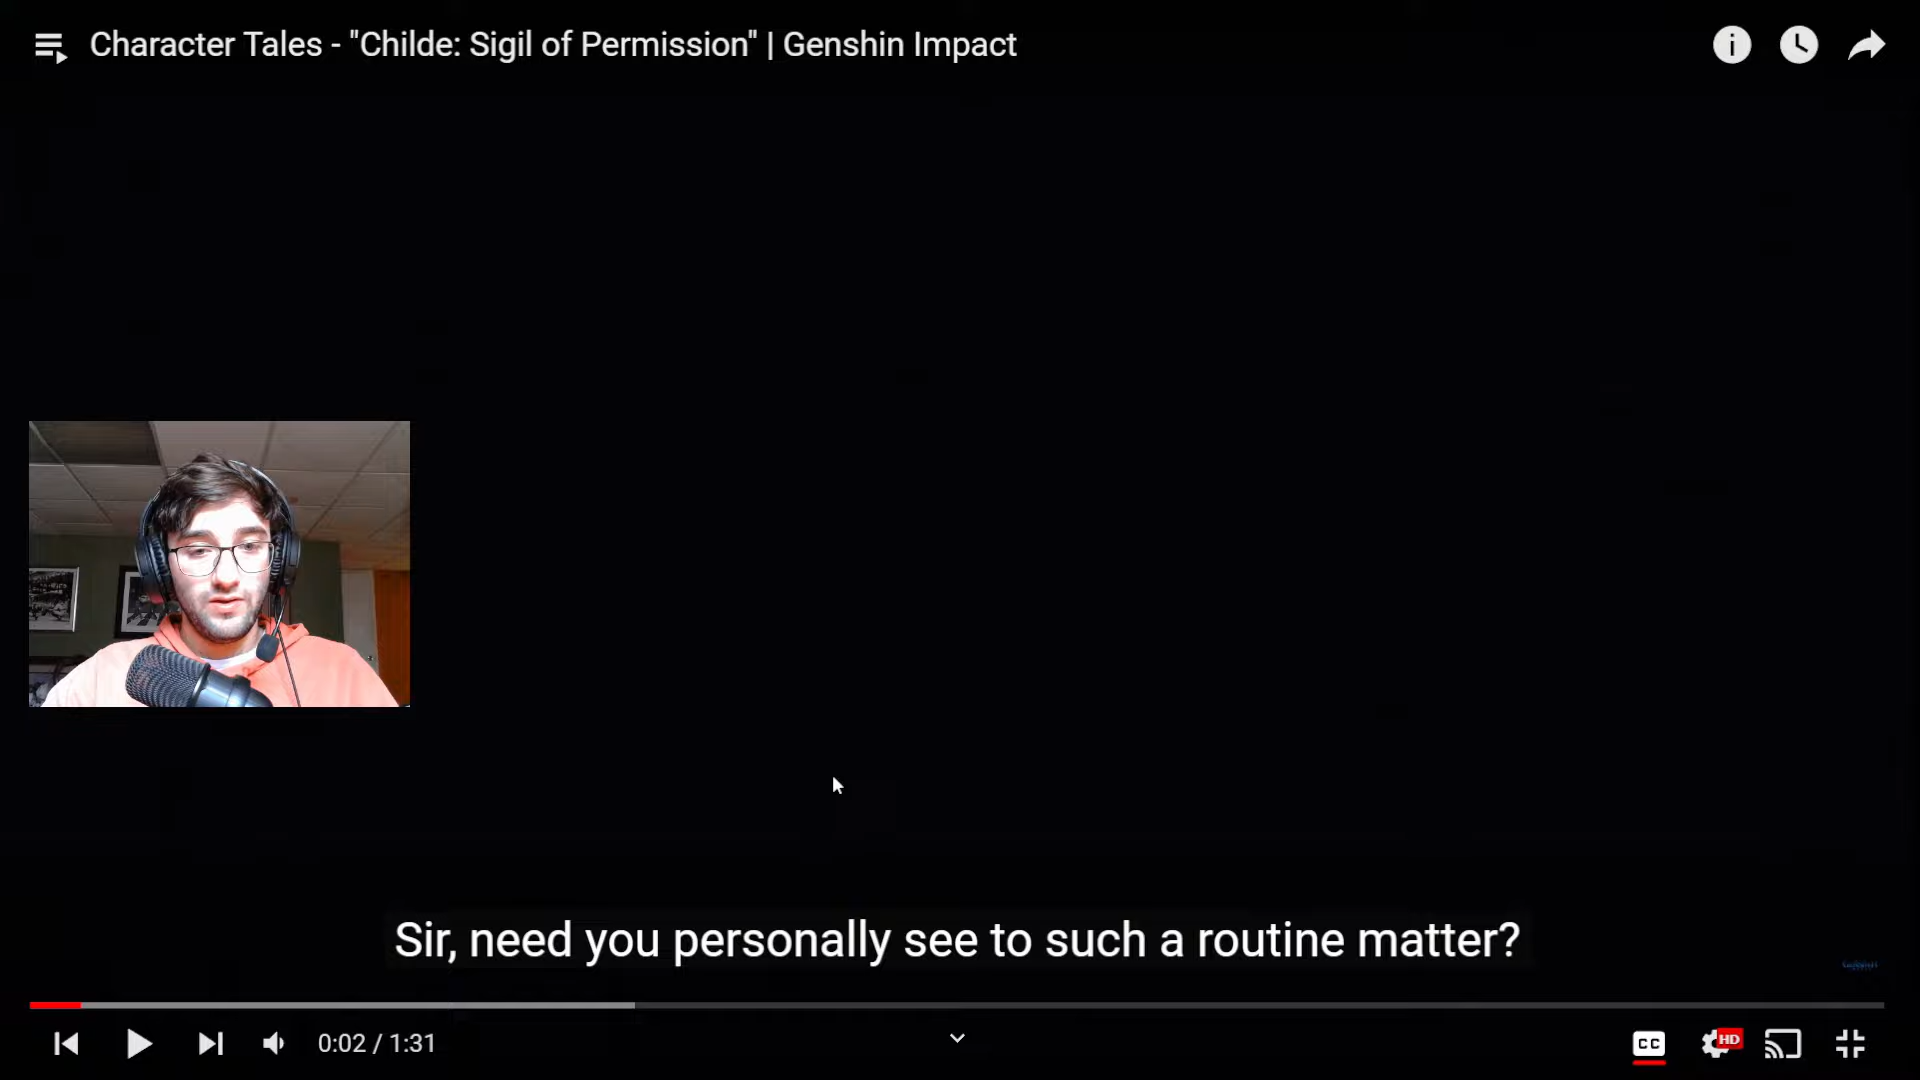 Character Tales - "Childe: Sigil of Permission" | Genshin Impact
Sir, need you personally see to such a routine matter?
0:02 / 1:31
CC
HD